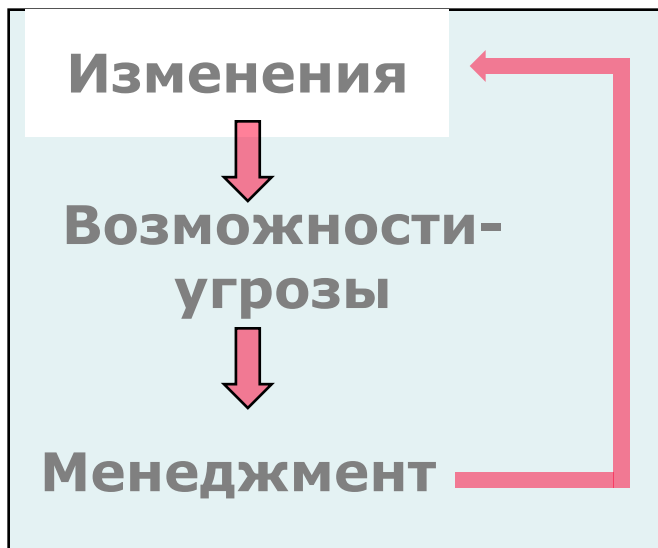 Изменения
Возможности-
угрозы
Менеджмент